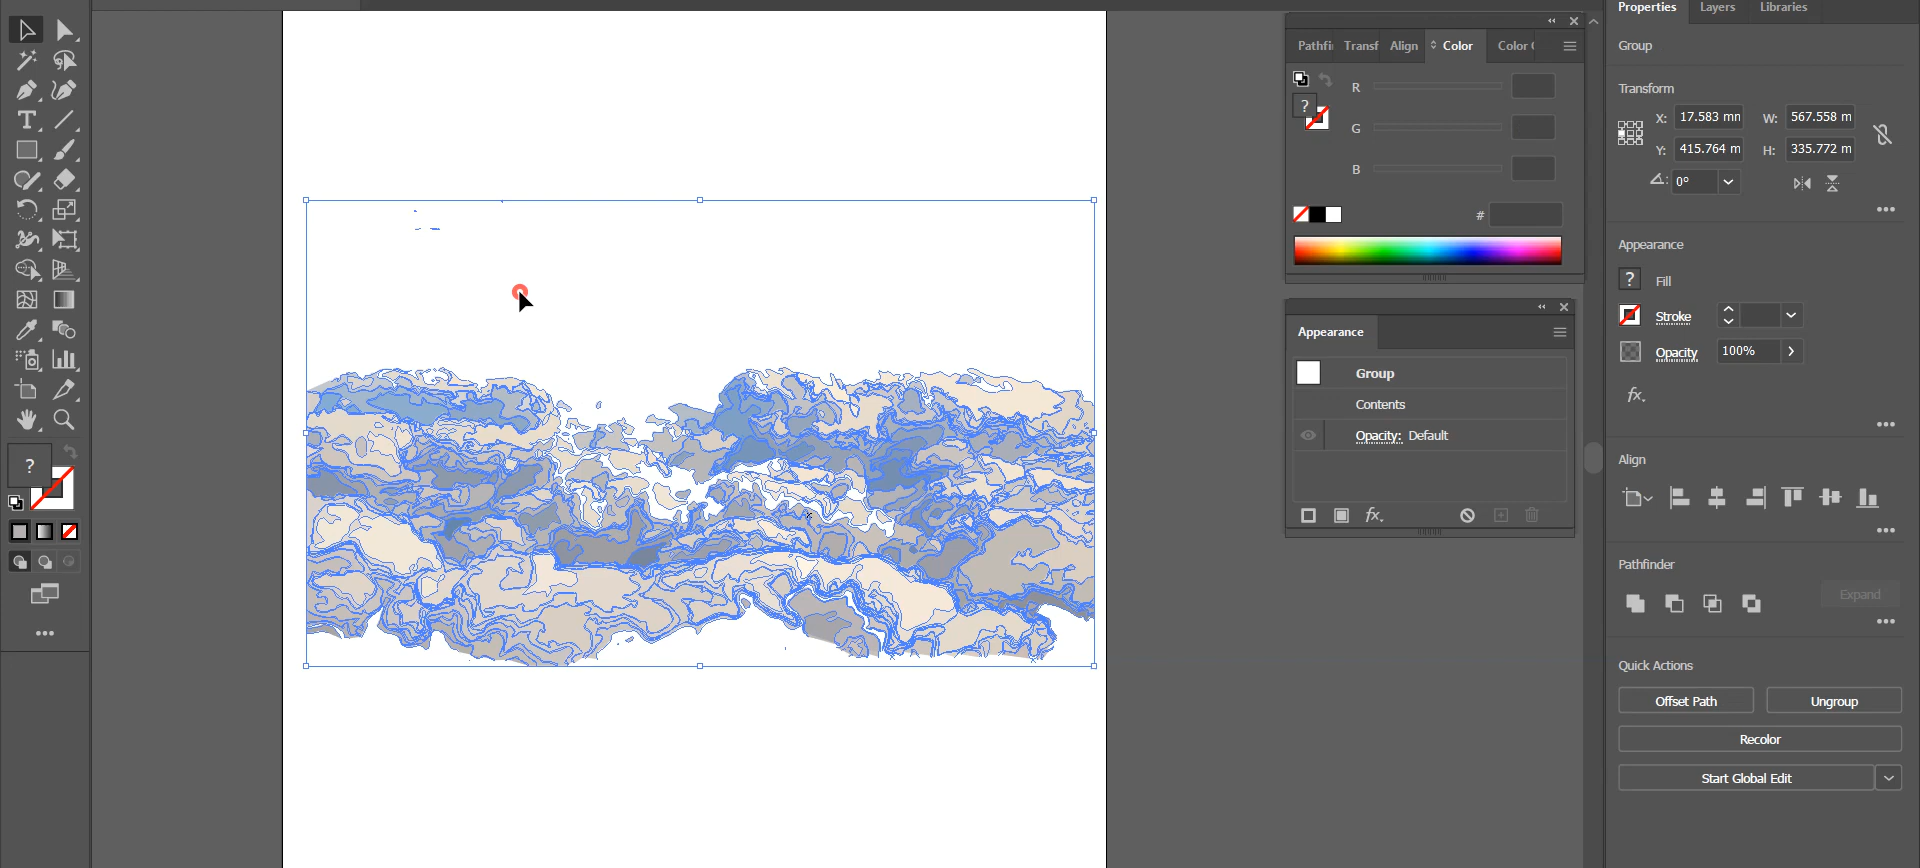 Properties Layers Libraries
Pathfi Transf Align Color Color
Group
R
G
B
#
?
Transform
X: 17.583 mm W: 567.558 m
Y: 415.764 m H: 335.772 m
0°
Appearance
? Fill
Stroke
Opacity 100%
fx.
Appearance
Group
Contents
Opacity: Default
fx.
Align
Pathfinder
Expand
Quick Actions
Offset Path Ungroup
Recolor
Start Global Edit
T
?